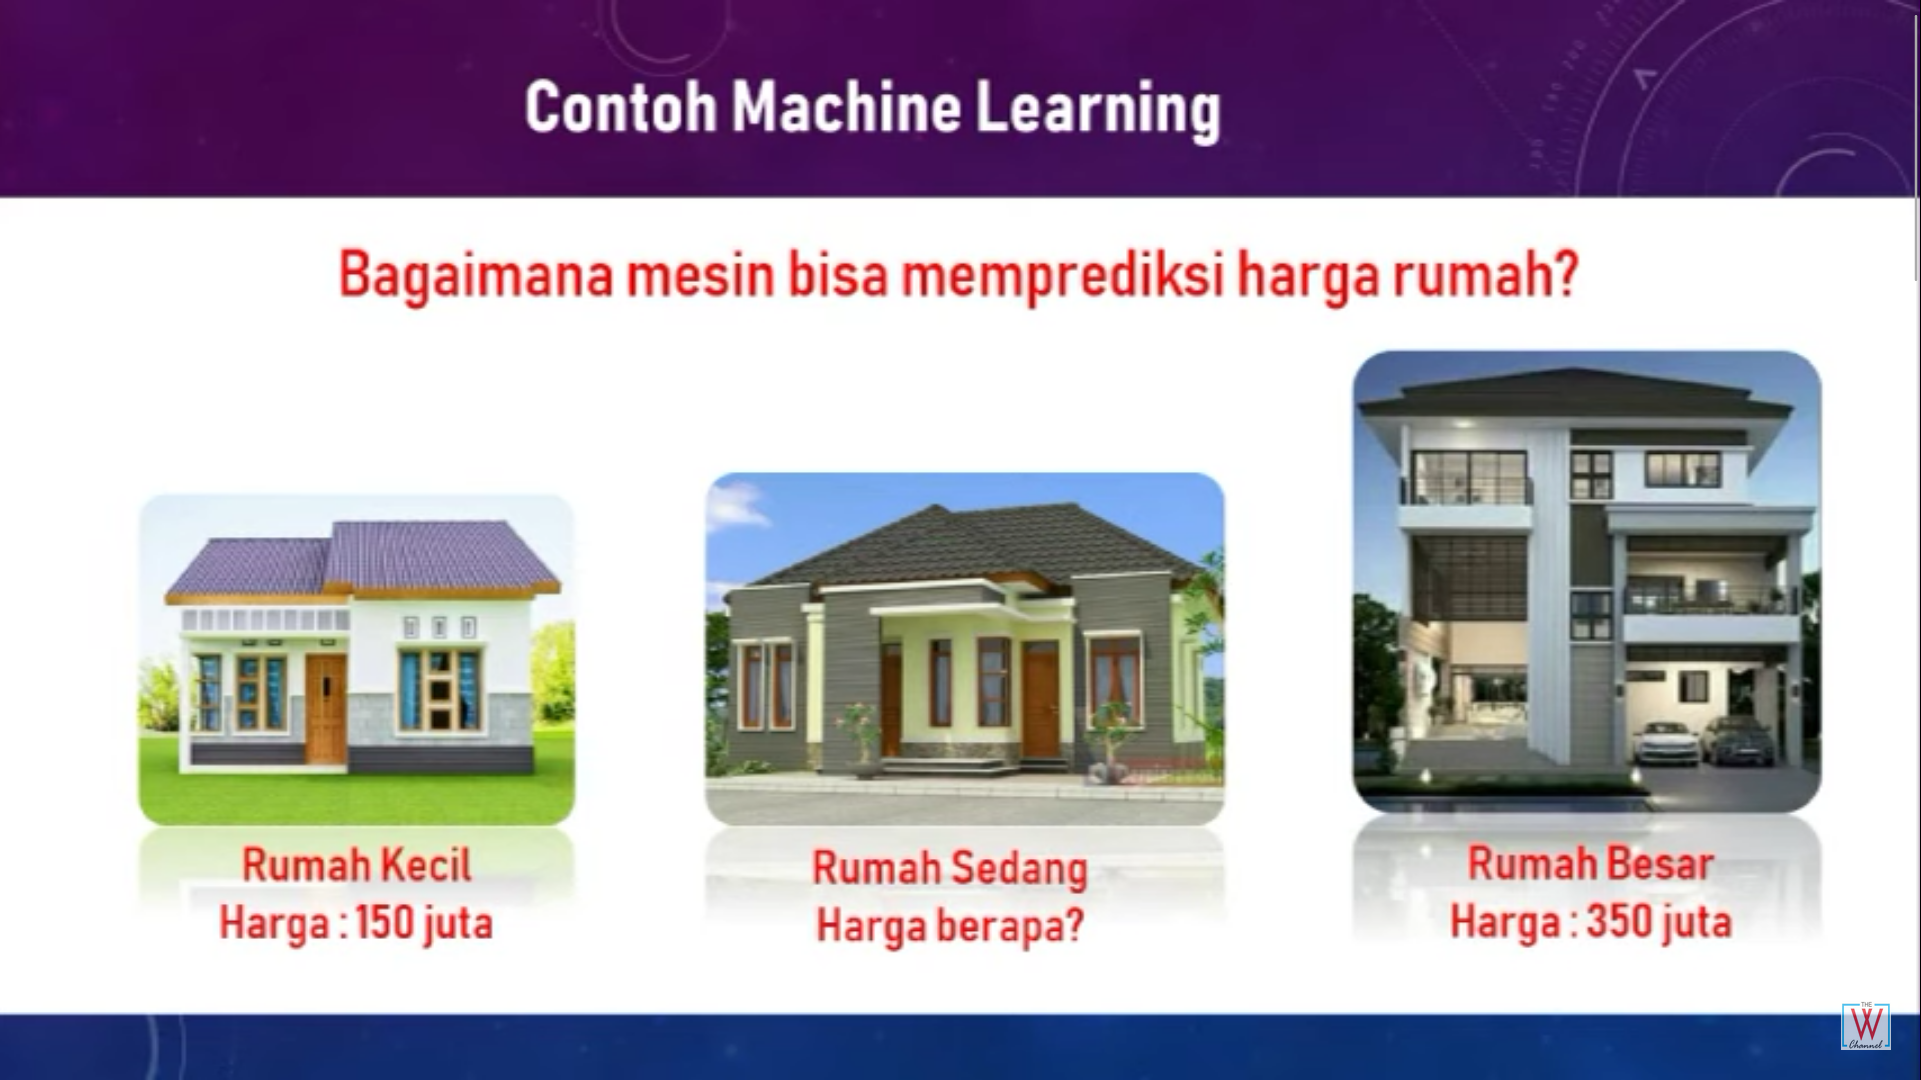 Contoh Machine Learning
Bagaimana mesin bisa memprediksi harga rumah?
Rumah Kecil
Harga : 150 juta
Rumah Sedang
Harga berapa?
Rumah Besar
Harga : 350 juta
THE
W
Channel